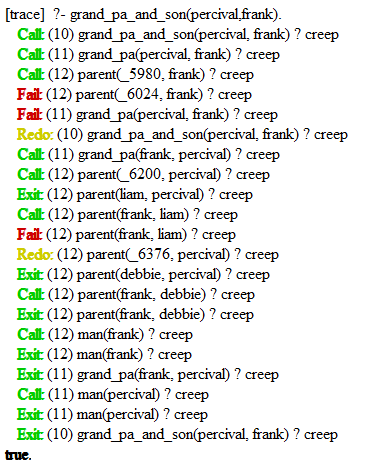 [trace]  ?- grand_pa_and_son(percival,frank).
Call: (10) grand_pa_and_son(percival, frank) ? creep
Call: (11) grand_pa(percival, frank) ? creep
Call: (12) parent(_5980, frank) ? creep
Fail: (12) parent(_6024, frank) ? creep
Fail: (11) grand_pa(percival, frank) ? creep
Redo: (10) grand_pa_and_son(percival, frank) ? creep
Call: (11) grand_pa(frank, percival) ? creep
Call: (12) parent(_6200, percival) ? creep
Exit: (12) parent(liam, percival) ? creep
Call: (12) parent(frank, liam) ? creep
Fail: (12) parent(frank, liam) ? creep
Redo: (12) parent(_6376, percival) ? creep
Exit: (12) parent(debbie, percival) ? creep
Call: (12) parent(frank, debbie) ? creep
Exit: (12) parent(frank, debbie) ? creep
Call: (12) man(frank) ? creep
Exit: (12) man(frank) ? creep
Exit: (11) grand_pa(frank, percival) ? creep
Call: (11) man(percival) ? creep
Exit: (11) man(percival) ? creep
Exit: (10) grand_pa_and_son(percival, frank) ? creep
true.